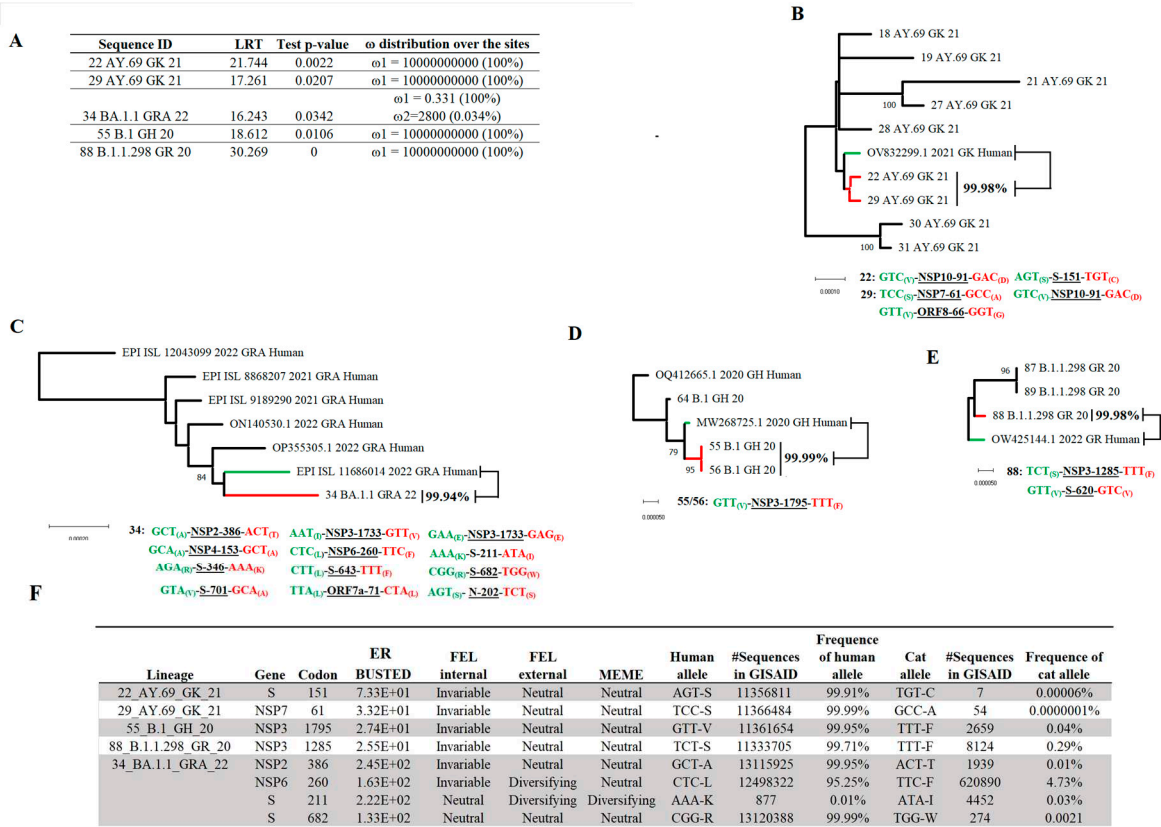 A
Sequence ID LRT Test p-value ω distribution over the sites
22 AY.69 GK 21 21.744 0.0022 ω1 = 10000000000 (100%)
29 AY.69 GK 21 17.261 0.0207 ω1 = 10000000000 (100%)
ω1 = 0.331 (100%)
34 BA.1.1 GRA 22 16.243 0.0342 ω2=2800 (0.034%)
55 B.1 GH 20 18.612 0.0106 ω1 = 10000000000 (100%)
88 B.1.1.298 GR 20 30.269 0 ω1 = 10000000000 (100%)
B
18 AY.69 GK 21
19 AY.69 GK 21
21 AY.69 GK 21
100
27 AY.69 GK 21
28 AY.69 GK 21
OV832299.1 2021 GK Human
22 AY.69 GK 21
99.98%
29 AY.69 GK 21
30 AY.69 GK 21
100
31 AY.69 GK 21
0.00010
22: GTC(V)-NSP10-91-GAC(D) AGT(S)-S-151-TGT(C)
29: TCC(S)-NSP7-61-GCC(A) GTC(V)-NSP10-91-GAC(D)
GTT(V)-ORF8-66-GGT(G)
C
EPI ISL 12043099 2022 GRA Human
EPI ISL 8868207 2021 GRA Human
EPI ISL 9189290 2021 GRA Human
ON140530.1 2022 GRA Human
OP355305.1 2022 GRA Human
84
EPI ISL 11686014 2022 GRA Human
34 BA.1.1 GRA 22 99.94%
0.00020
34: GCT(A)-NSP2-386-ACT(T) AAT(I)-NSP3-1733-GTT(V) GAA(E)-NSP3-1733-GAG(E)
GCA(A)-NSP4-153-GCT(A) CTC(L)-NSP6-260-TTC(F) AAA(K)-S-211-ATA(I)
AGA(R)-S-346-AAA(K) CTT(L)-S-643-TTT(F) CGG(R)-S-682-TGG(W)
GTA(V)-S-701-GCA(A) TTA(L)-ORF7a-71-CTA(L) AGT(S)- N-202-TCT(S)
D
OQ412665.1 2020 GH Human
64 B.1 GH 20
MW268725.1 2020 GH Human
79
55 B.1 GH 20
99.99%
95
56 B.1 GH 20
0.000050
55/56: GTT(V)-NSP3-1795-TTT(F)
E
96
87 B.1.1.298 GR 20
89 B.1.1.298 GR 20
88 B.1.1.298 GR 20 99.98%
OW425144.1 2022 GR Human
0.000050
88: TCT(S)-NSP3-1285-TTT(F)
GTT(V)-S-620-GTC(V)
F
Lineage Gene Codon ER BUSTED FEL internal FEL external MEME Human allele #Sequences in GISAID Frequence of human allele Cat allele #Sequences in GISAID Frequence of cat allele
22_AY.69_GK_21 S 151 7.33E+01 Invariable Neutral Neutral AGT-S 11356811 99.91% TGT-C 7 0.00006%
29_AY.69_GK_21 NSP7 61 3.32E+01 Invariable Neutral Neutral TCC-S 11366484 99.99% GCC-A 54 0.0000001%
55_B.1_GH_20 NSP3 1795 2.74E+01 Invariable Neutral Neutral GTT-V 11361654 99.95% TTT-F 2659 0.04%
88_B.1.1.298_GR_20 NSP3 1285 2.55E+01 Invariable Neutral Neutral TCT-S 11333705 99.71% TTT-F 8124 0.29%
34_BA.1.1_GRA_22 NSP2 386 2.45E+02 Invariable Neutral Neutral GCT-A 13115925 99.95% ACT-T 1939 0.01%
NSP6 260 1.63E+02 Invariable Diversifying Neutral CTC-L 12498322 95.25% TTC-F 620890 4.73%
S 211 2.22E+02 Neutral Diversifying Diversifying AAA-K 877 0.01% ATA-I 4452 0.03%
S 682 1.33E+02 Neutral Neutral Neutral CGG-R 13120388 99.99% TGG-W 274 0.0021